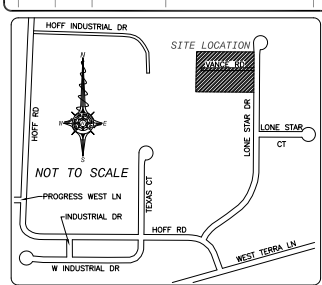 HOFF INDUSTRIAL DR
SITE LOCATION
VANCE RD
N
W
E
S
HOFF RD
LONE STAR DR
LONE STAR
CT
NOT TO SCALE
TEXAS CT
PROGRESS WEST LN
INDUSTRIAL DR
HOFF RD
WEST TERRA LN
W INDUSTRIAL DR